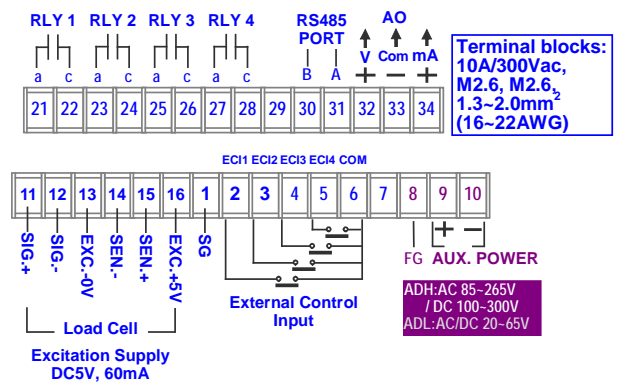 RLY 1 RLY 2 RLY 3 RLY 4 RS485 PORT AO
V Com mA
a c a c a c a c B A + − +
21 22 23 24 25 26 27 28 29 30 31 32 33 34
Terminal blocks:
10A/300Vac,
M2.6, M2.6,
1.3~2.0mm²
(16~22AWG)
ECI1 ECI2 ECI3 ECI4 COM
11 12 13 14 15 16 1 2 3 4 5 6 7 8 9 10
SIG.+
SIG.-
EXC.-0V
SEN.-
SEN.+
EXC.+5V
SG
+ −
FG AUX. POWER
ADH:AC 85~265V
/ DC 100~300V
ADL:AC/DC 20~65V
External Control
Input
Load Cell
Excitation Supply
DC5V, 60mA